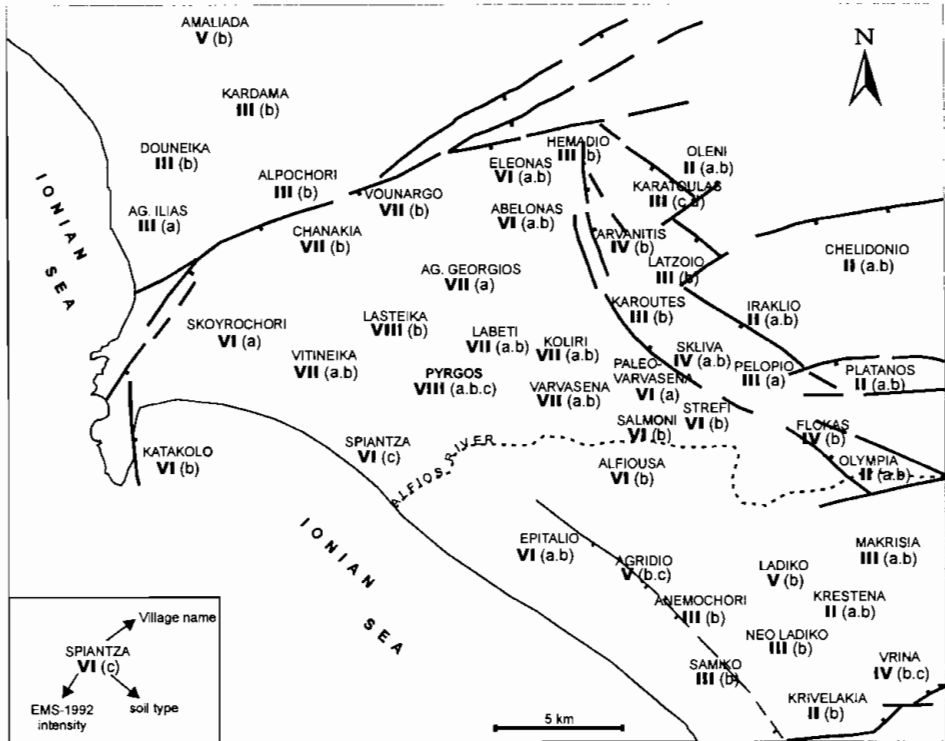 AMALIADA
V (b)
N
KARDAMA
III (b)
DOUNEIKA
III (b)
HEMADIO
III (b)
ELEONAS
VI (a.b)
OLENI
II (a.b)
ALPOCHORI
III (b)
VOUNARGO
VII (b)
KARATOULAS
AG. ILIAS
III (a)
CHANAKIA
VII (b)
ABELONAS
VI (a.b)
ARVANITIS
IV (b)
CHELIDONIO
II (a.b)
IONIAN SEA
AG. GEORGIOS
VII (a)
LATZOIO
III (b)
KAROUTES
III (b)
IRAKLIO
II (a.b)
SKOYROCHORI
VI (a)
LASTEIKA
VIII (b)
LABETI
VII (a.b)
KOLIRI
VII (a.b)
SKLIVA
IV (a.b)
VITINEIKA
VII (a.b)
PYRGOS
VIII (a.b.c)
PALEO-
VARVASENA
VI (a)
PELOPIO
III (a)
PLATANOS
II (a.b)
VARVASENA
VII (a.b)
STREFI
VI (b)
SALMONI
VI (b)
FLOKAS
IV (b)
KATAKOLO
VI (b)
SPIANTZA
VI (c)
ALFIOS RIVER
ALFIOUSA
VI (b)
OLYMPIA
II (a.b)
IONIAN SEA
EPITALIO
VI (a.b)
AGRIDIO
V (b.c)
MAKRISIA
III (a.b)
LADIKO
V (b)
ANEMOCHORI
III (b)
KRESTENA
II (a.b)
NEO LADIKO
III (b)
SAMIKO
III (b)
VRINA
IV (b.c)
KRIVELAKIA
II (b)
5 km
Village name
SPIANTZA
VI (c)
EMS-1992
intensity
soil type